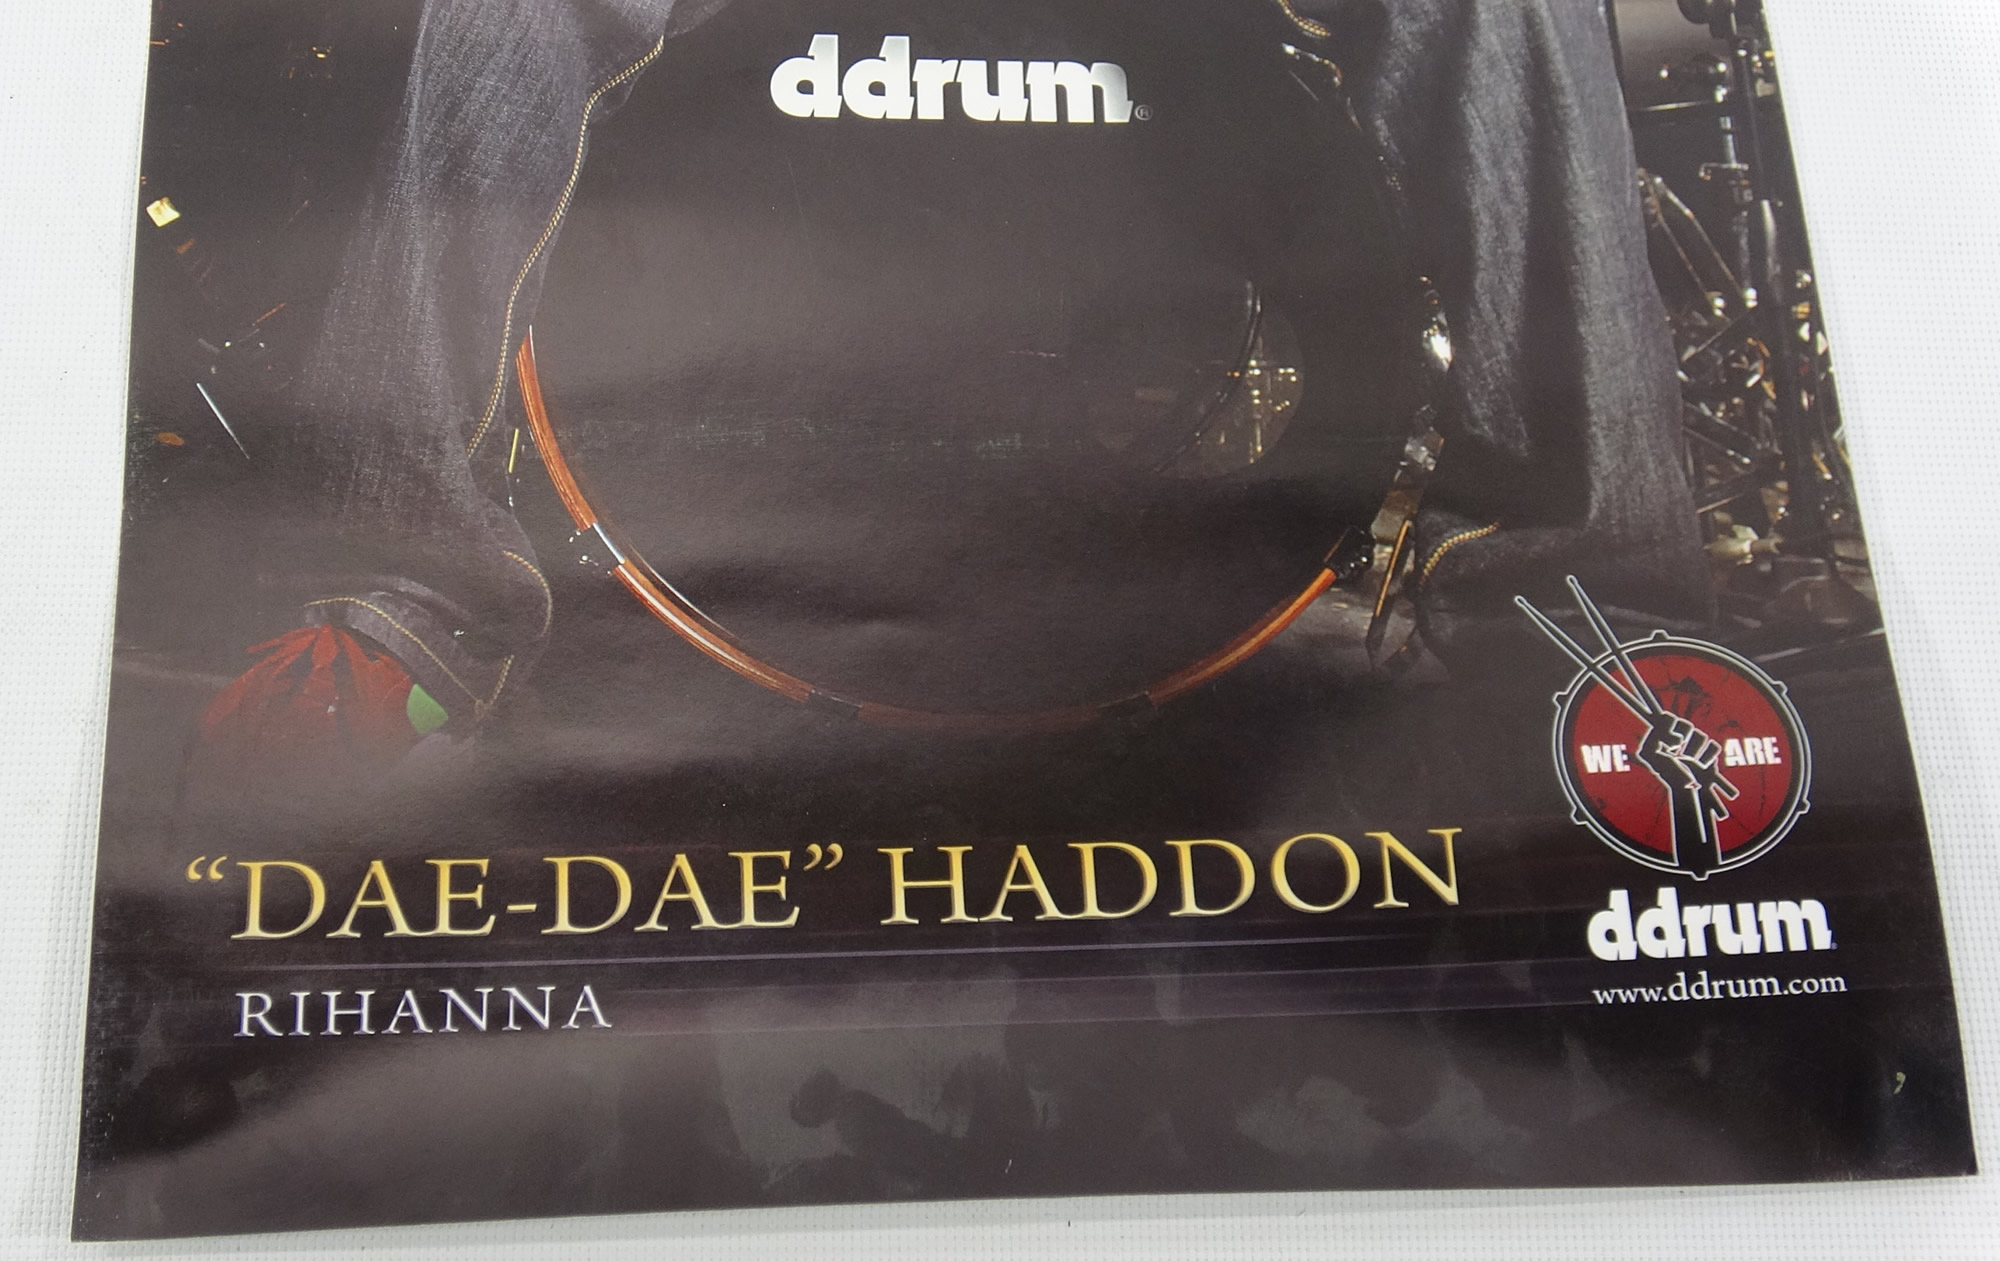 ddrum®
WE ARE
"DAE-DAE" HADDON
ddrum
RIHANNA
www.ddrum.com